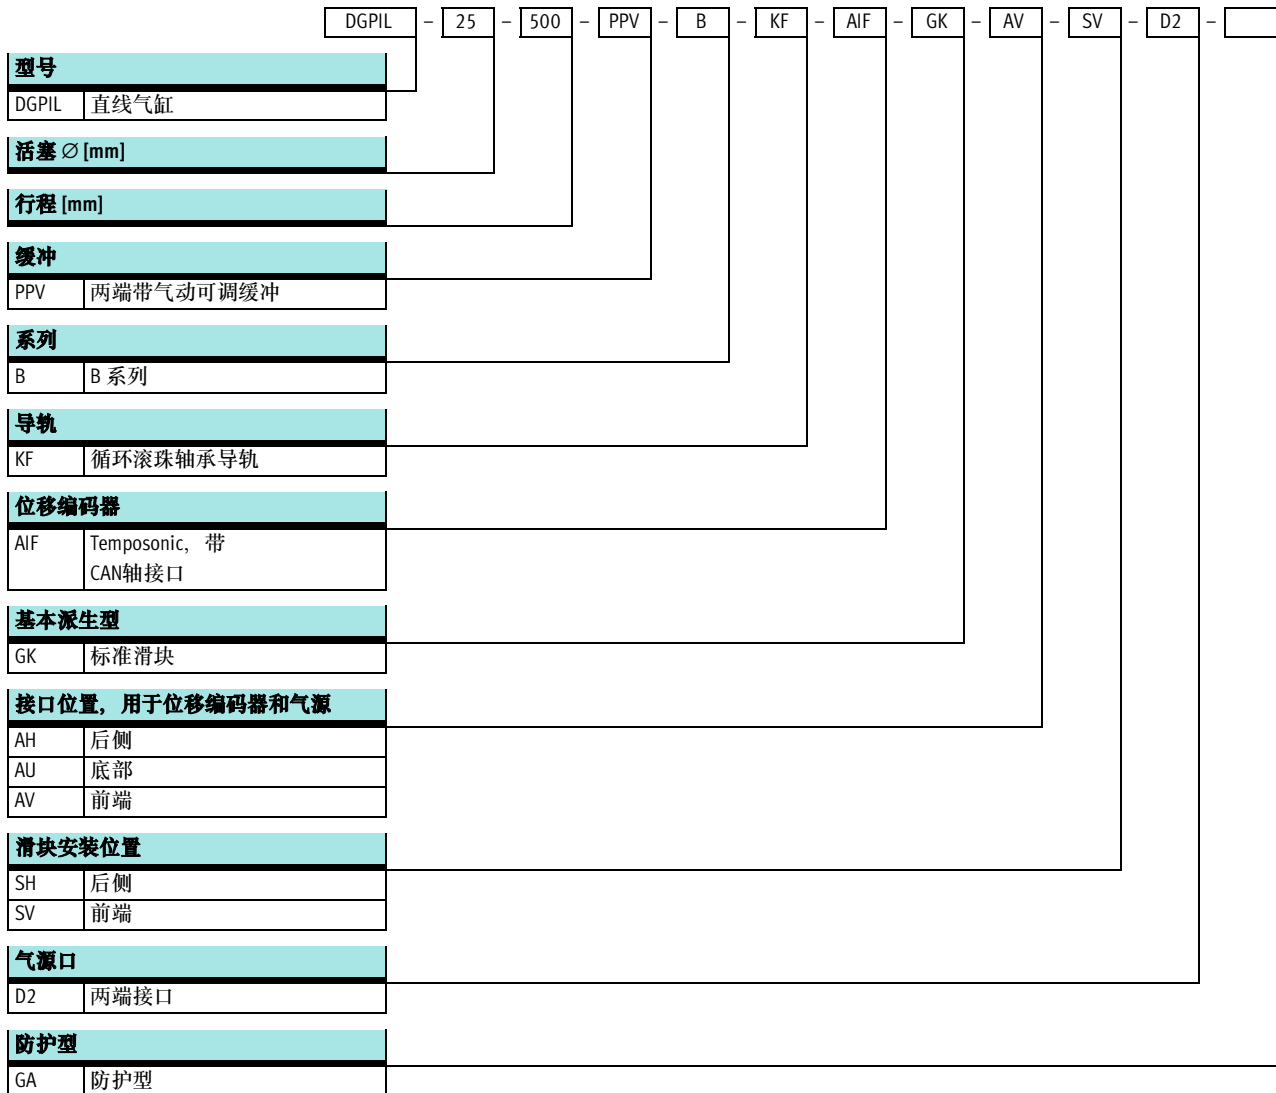 DGPIL – 25 – 500 – PPV – B – KF – AIF – GK – AV – SV – D2 –
型号
DGPIL 直线气缸
活塞 ∅ [mm]
行程 [mm]
缓冲
PPV 两端带气动可调缓冲
系列
B B 系列
导轨
KF 循环滚珠轴承导轨
位移编码器
AIF Temposonic, 带
CAN轴接口
基本派生型
GK 标准滑块
接口位置, 用于位移编码器和气源
AH 后侧
AU 底部
AV 前端
滑块安装位置
SH 后侧
SV 前端
气源口
D2 两端接口
防护型
GA 防护型